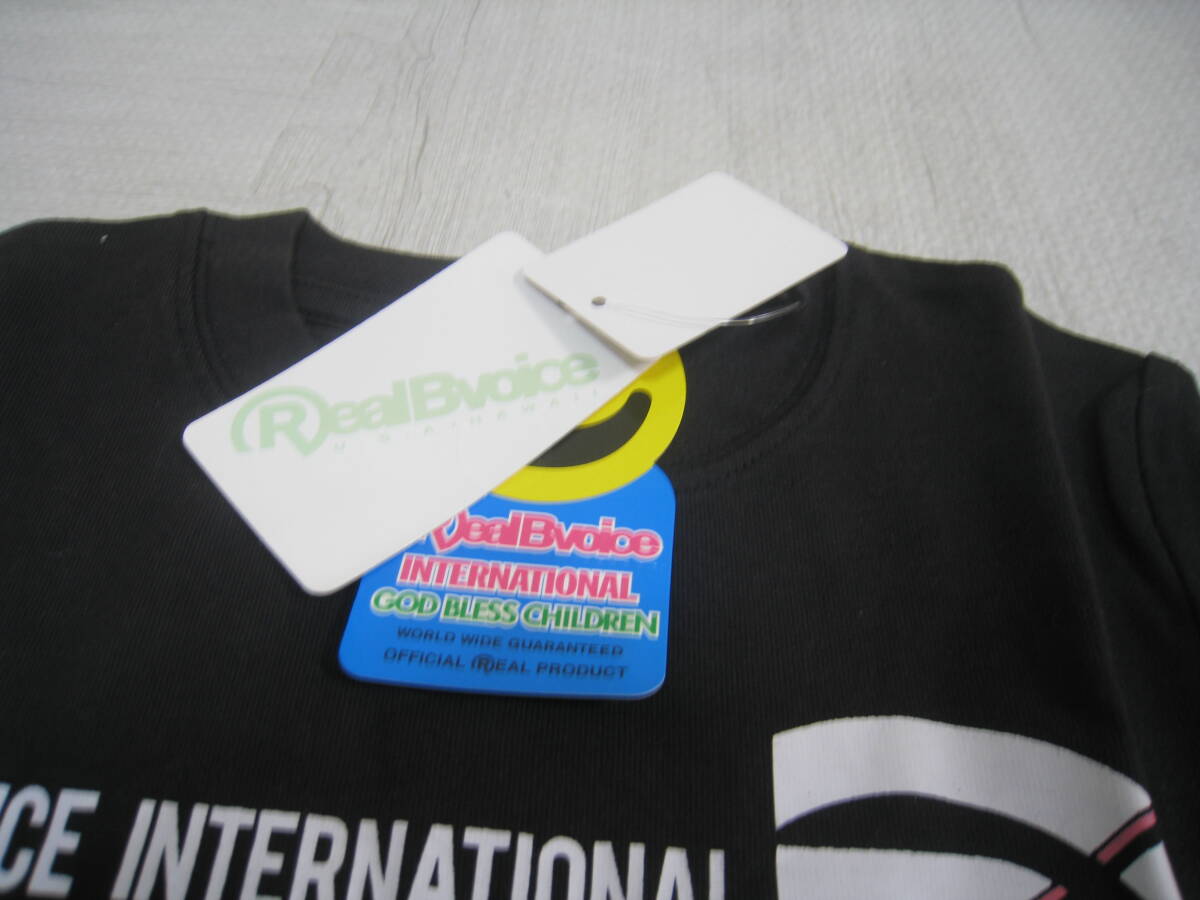 RealBvoice
U.S.A/HAWAII
RealBvoice
INTERNATIONAL
GOD BLESS CHILDREN
WORLD WIDE GUARANTEED
OFFICIAL REAL PRODUCT
ICE INTERNATIONAL